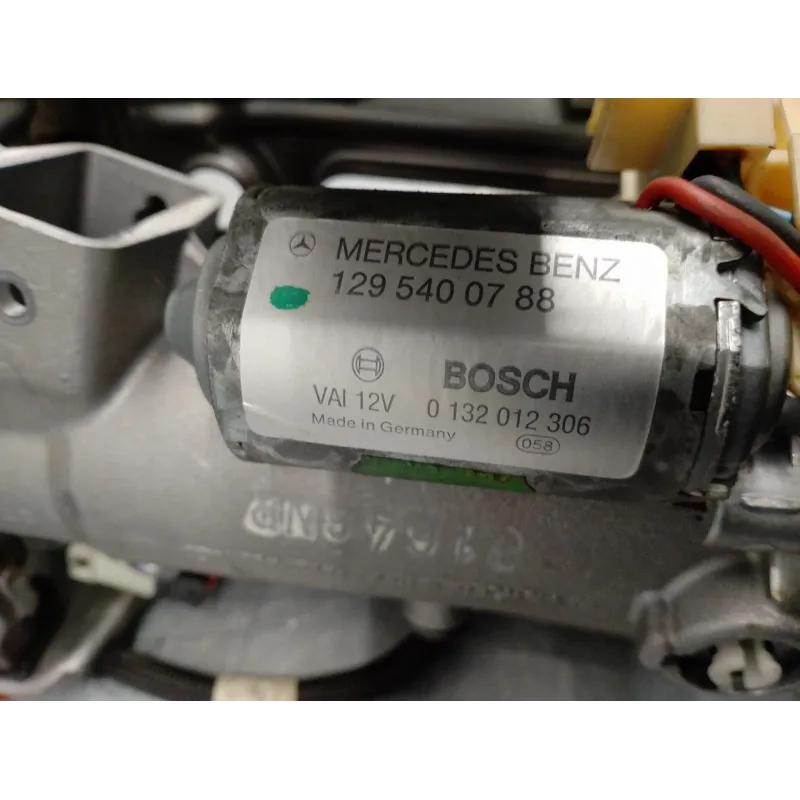 MERCEDES BENZ
129 540 07 88
BOSCH
VAI 12V 0 132 012 306
Made in Germany
058